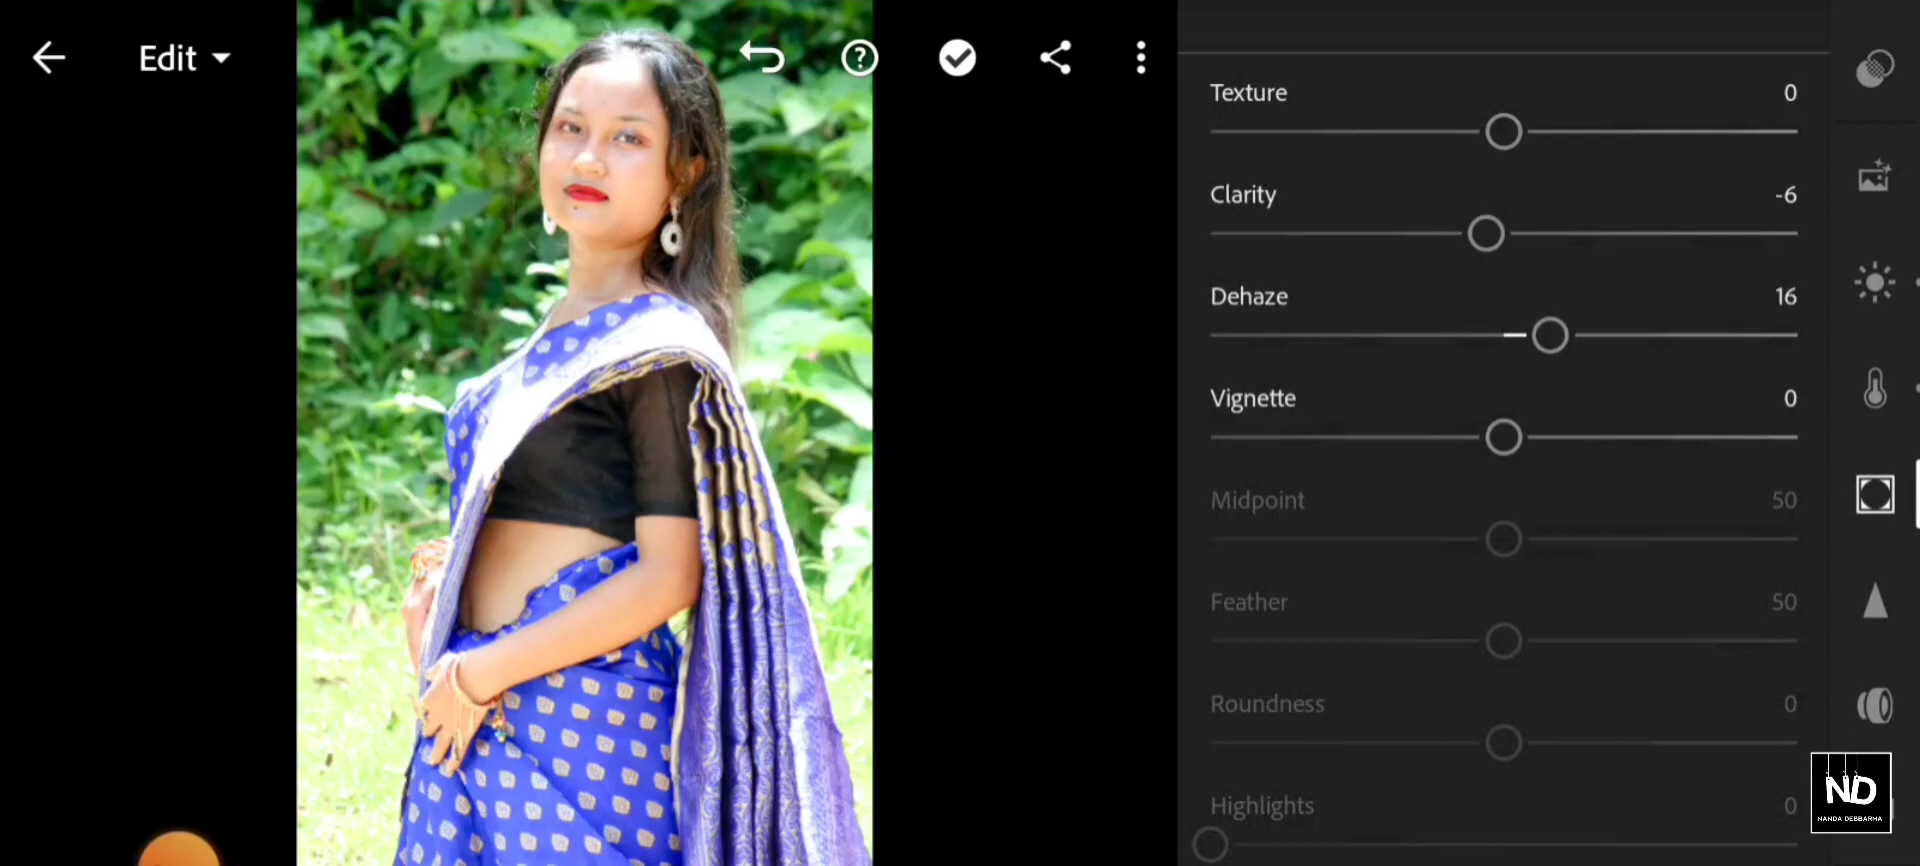 Edit
Texture 0
Clarity -6
Dehaze 16
Vignette 0
Midpoint 50
Feather 50
Roundness 0
Highlights 0
ND
NANDA DEBBARMA